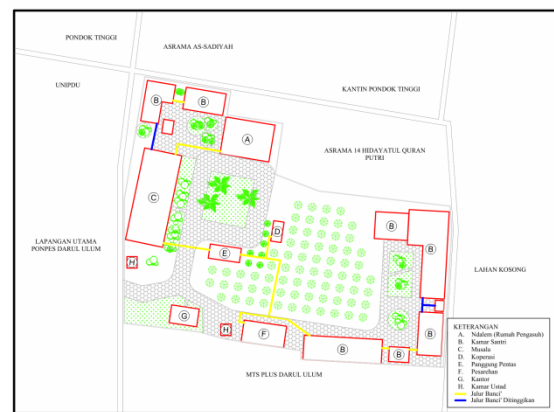 PONDOK TINGGI
ASRAMA AS-SADIYAH
UNIPDU
KANTIN PONDOK TINGGI
B
B
A
ASRAMA 14 HIDAYATUL QURAN
PUTRI
C
D
B
B
LAPANGAN UTAMA
PONPES DARUL ULUM
E
H
LAHAN KOSONG
G
H
F
B
B
B
MTS PLUS DARUL ULUM
KETERANGAN
A. Ndalem (Rumah Pengasuh)
B. Kamar Santri
C. Musala
D. Koperasi
E. Panggung Pentas
F. Pesarehan
G. Kantor
H. Kamar Ustad
Jalur Banci'
Jalur Banci' Ditinggikan